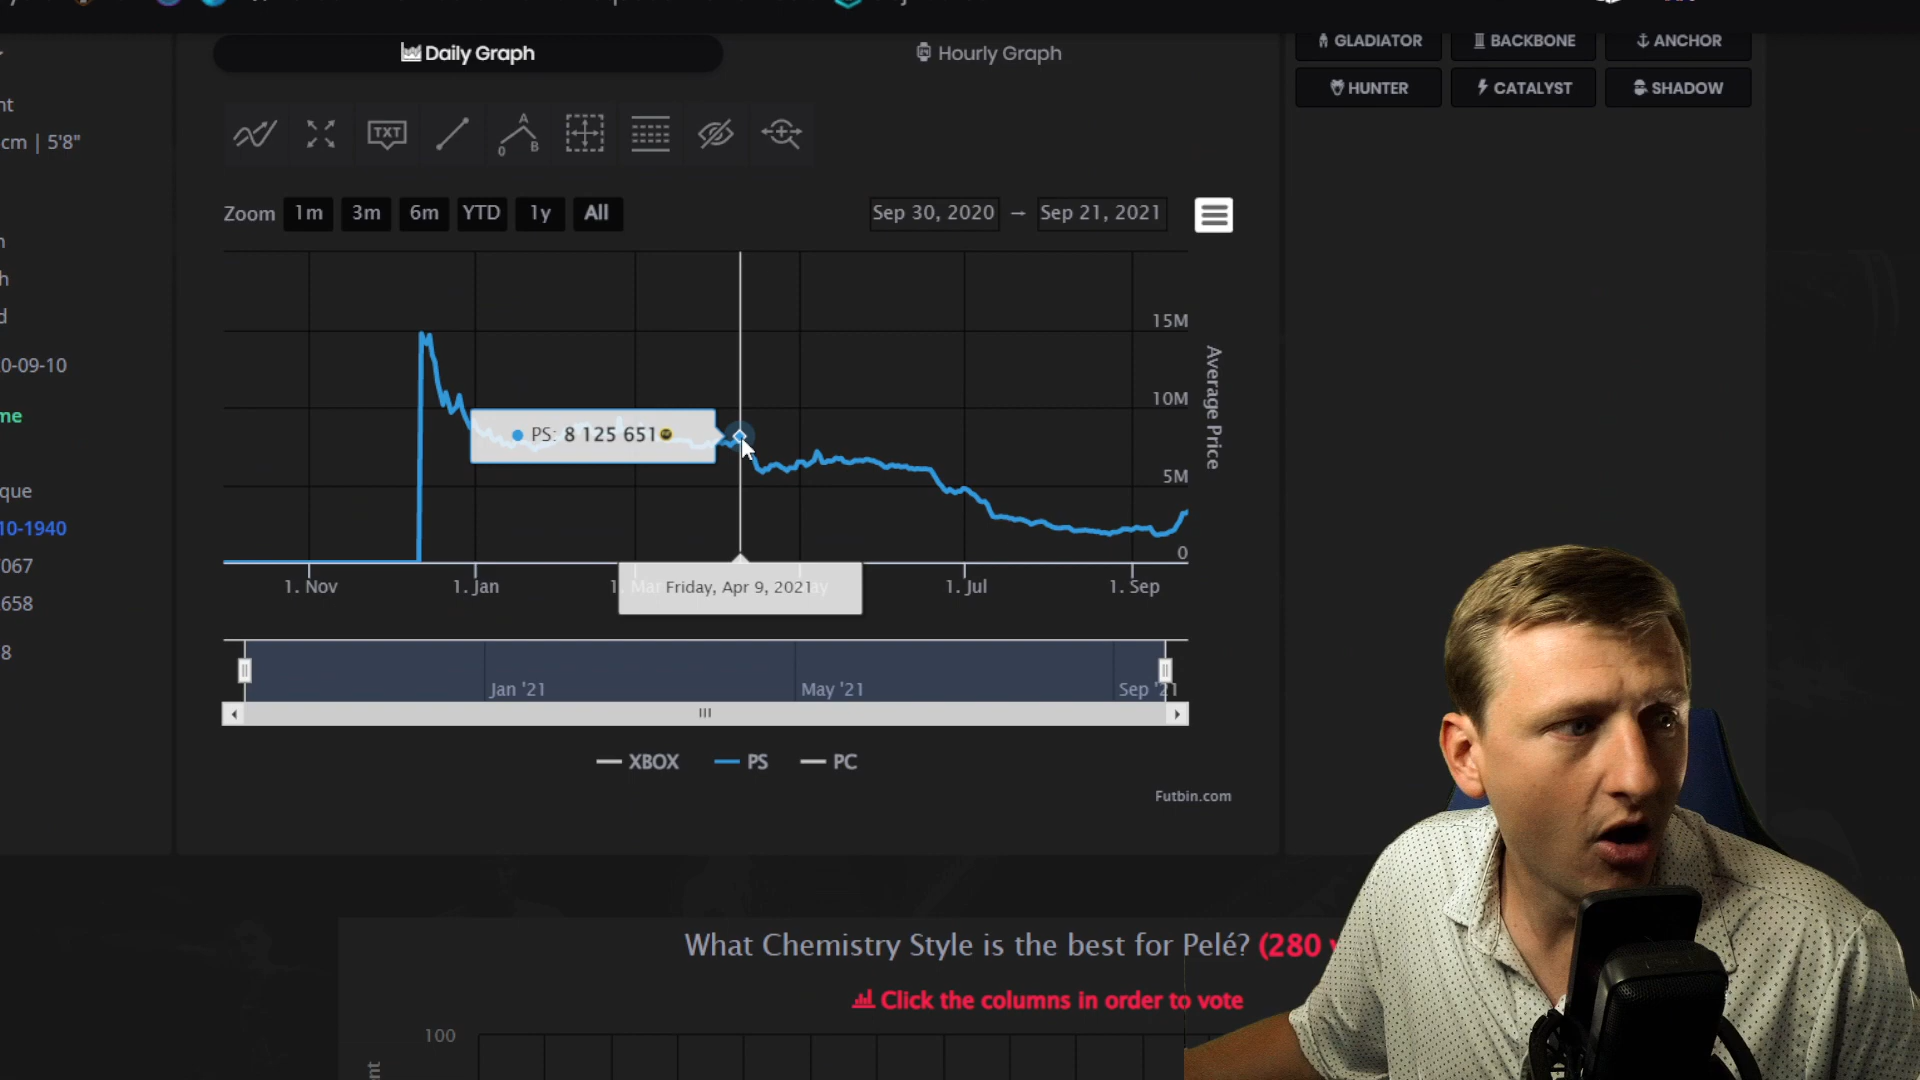 Daily Graph
Hourly Graph
GLADIATOR
BACKBONE
ANCHOR
HUNTER
CATALYST
SHADOW
nt
cm | 5'8"
TXT
A
0 B
Zoom 1m 3m 6m YTD 1y All
Sep 30, 2020 → Sep 21, 2021
h
d
0-09-10
me
que
10-1940
067
658
8
15M
10M
5M
0
Average Price
PS: 8 125 651
1. Nov
1. Jan
Friday, Apr 9, 2021
1. Jul
1. Sep
Jan '21
May '21
Sep '21
XBOX
PS
PC
Futbin.com
What Chemistry Style is the best for Pelé? (280
Click the columns in order to vote
100
nt